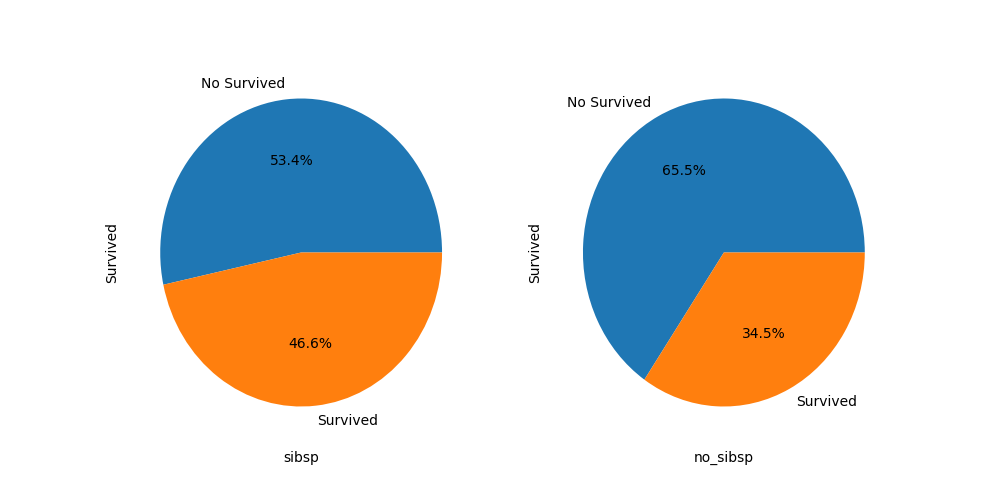 No Survived
53.4%
Survived
46.6%
Survived
sibsp
No Survived
65.5%
Survived
34.5%
Survived
no_sibsp